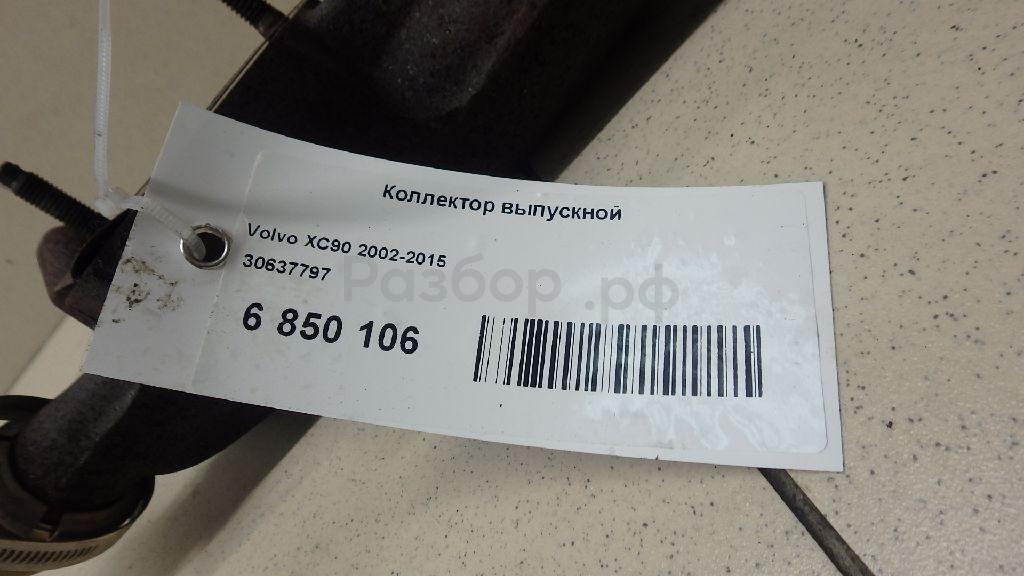 Коллектор выпускной
Volvo XC90 2002-2015
30637797
Разбор.рф
6 850 106